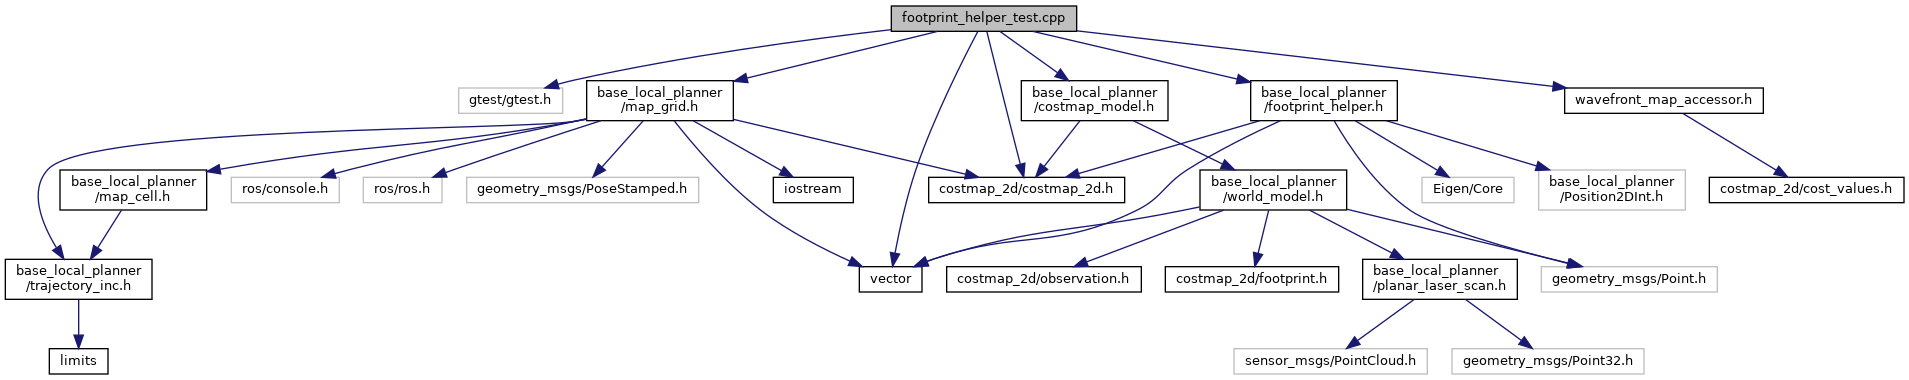 footprint_helper_test.cpp
gtest/gtest.h
base_local_planner
/map_grid.h
base_local_planner
/costmap_model.h
base_local_planner
/footprint_helper.h
wavefront_map_accessor.h
base_local_planner
/map_cell.h
ros/console.h
ros/ros.h
geometry_msgs/PoseStamped.h
iostream
costmap_2d/costmap_2d.h
base_local_planner
/world_model.h
Eigen/Core
base_local_planner
/Position2DInt.h
costmap_2d/cost_values.h
base_local_planner
/trajectory_inc.h
vector
costmap_2d/observation.h
costmap_2d/footprint.h
base_local_planner
/planar_laser_scan.h
geometry_msgs/Point.h
limits
sensor_msgs/PointCloud.h
geometry_msgs/Point32.h